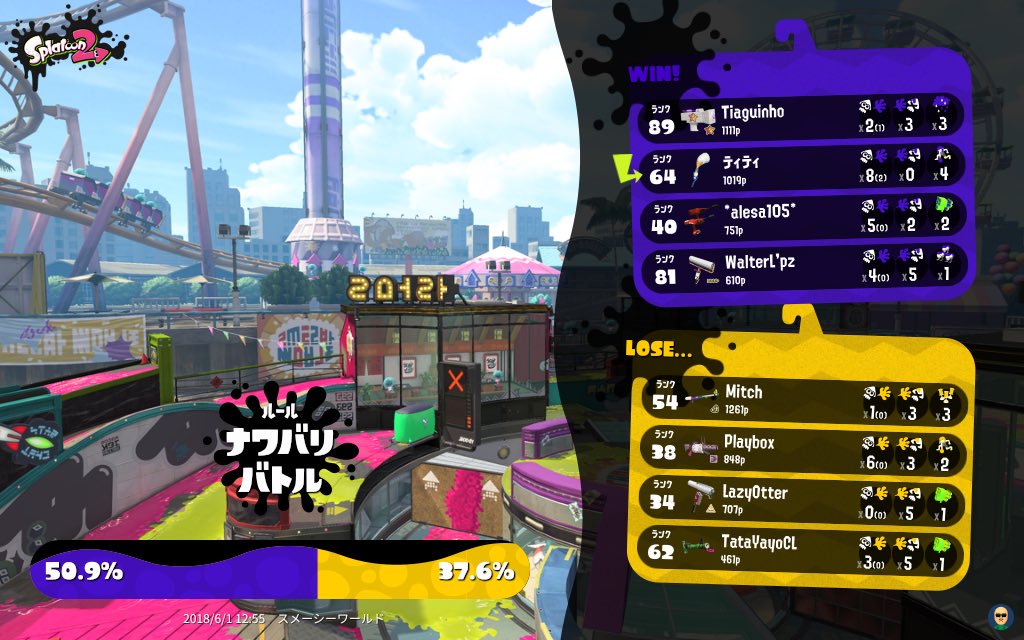 Splatoon 2
WIN!
ランク
89
Tiaguinho
1111p
x2(1)
x3
x3
ランク
64
ティティ
1019p
x8(2)
x0
x4
ランク
40
*alesa105*
751p
x5(0)
x2
x2
ランク
81
WalterL'pz
610p
x4(0)
x5
x1
LOSE...
ランク
54
Mitch
1261p
x1(0)
x3
x3
ランク
38
Playbox
848p
x6(0)
x3
x2
ランク
34
LazyOtter
707p
x0(0)
x5
x1
ランク
62
TataYayoCL
461p
x3(0)
x5
x1
ルール
ナワバリ
バトル
50.9%
37.6%
2018/6/1 12:55 スメーシーワールド